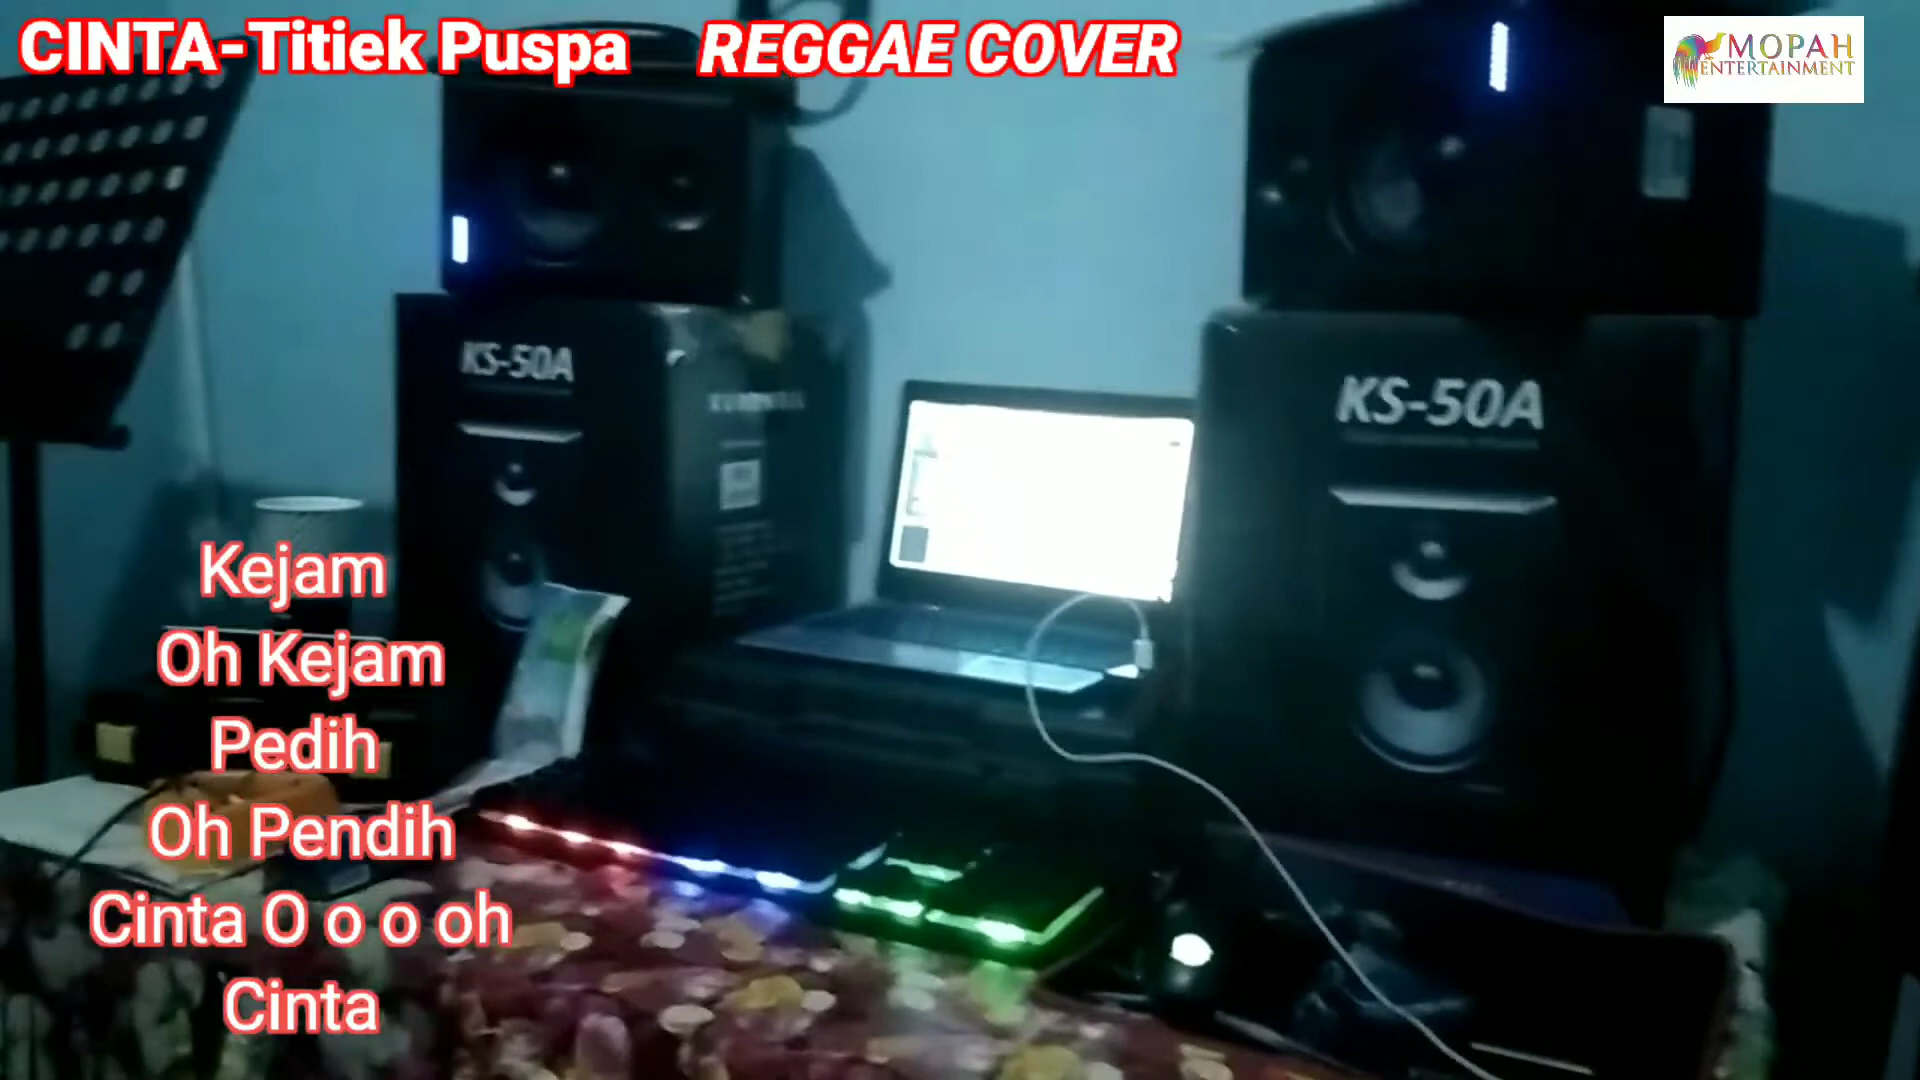 CINTA-Titiek Puspa REGGAE COVER
MOPAH
ENTERTAINMENT
KS-50A
KS-50A
Kejam
Oh Kejam
Pedih
Oh Pendih
Cinta O o o oh
Cinta